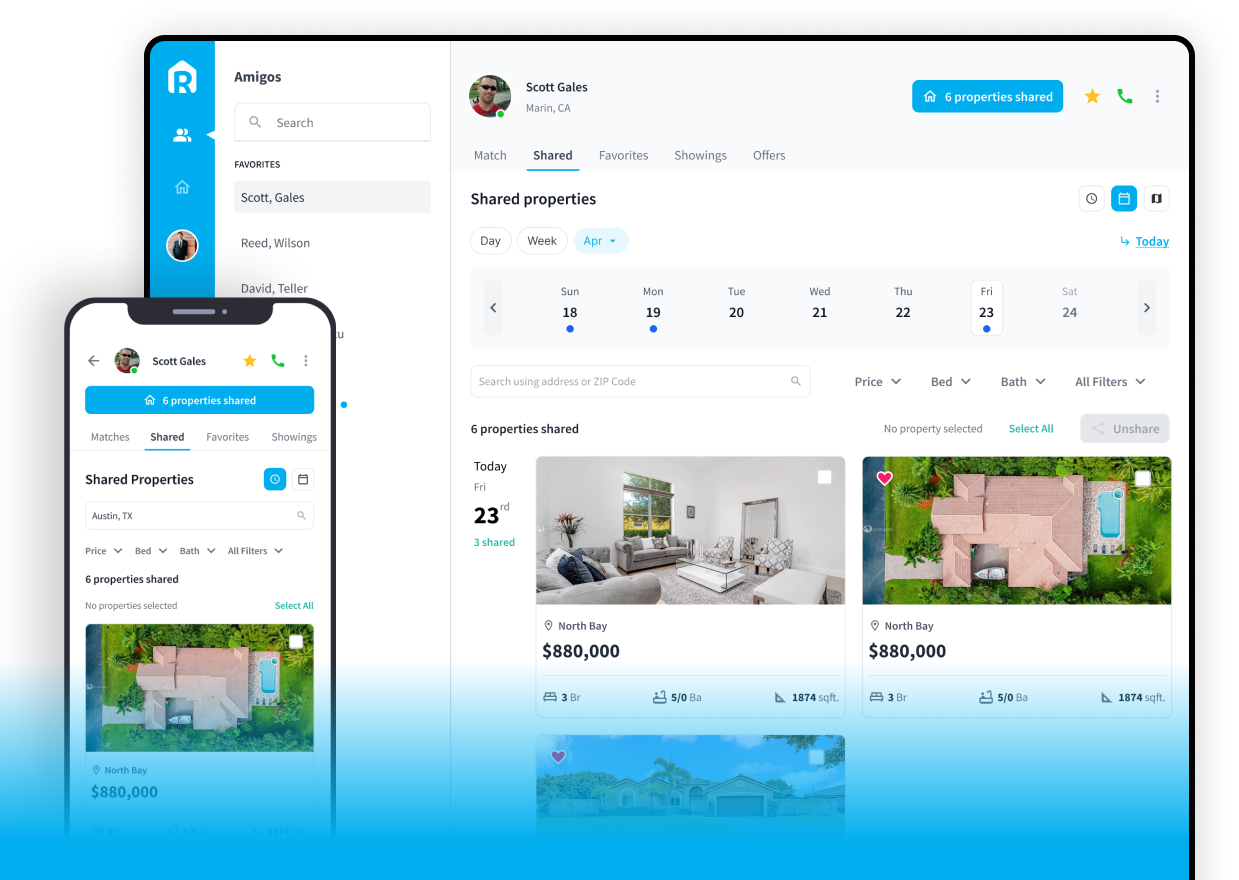 R
Amigos
Search
FAVORITES
Scott, Gales
Reed, Wilson
David, Teller
Scott Gales
Marin, CA
6 properties shared
Match Shared Favorites Showings Offers
Shared properties
Day Week Apr
Today
Sun Mon Tue Wed Thu Fri Sat
18 19 20 21 22 23 24
Search using address or ZIP Code
Price Bed Bath All Filters
6 properties shared
No property selected Select All Unshare
Today
Fri
23rd
3 shared
North Bay
$880,000
3 Br 5/0 Ba 1874 sqft.
North Bay
$880,000
3 Br 5/0 Ba 1874 sqft.
Scott Gales
6 properties shared
Matches Shared Favorites Showings
Shared Properties
Austin, TX
Price Bed Bath All Filters
6 properties shared
No properties selected Select All
North Bay
$880,000